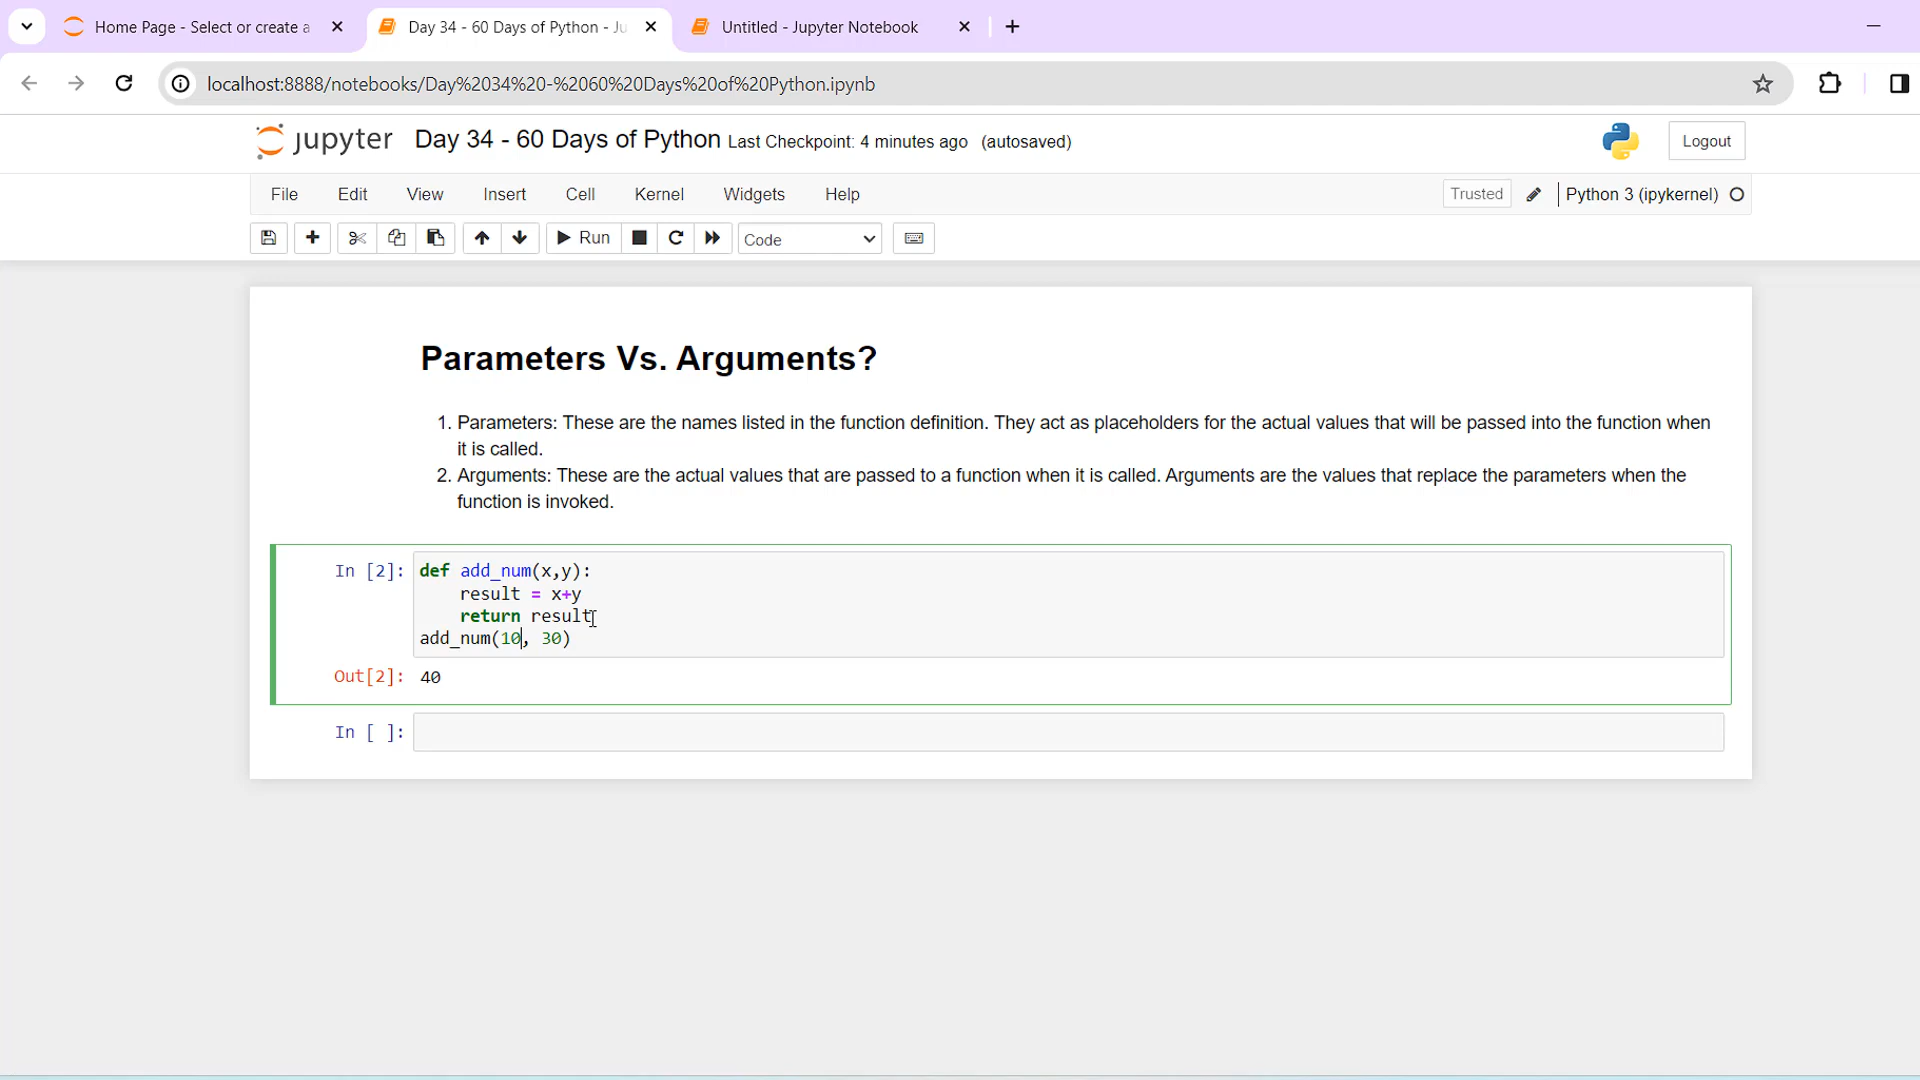 Home Page - Select or create a
Day 34 - 60 Days of Python - Ju
Untitled - Jupyter Notebook
localhost:8888/notebooks/Day%2034%20-%2060%20Days%20of%20Python.ipynb
jupyter Day 34 - 60 Days of Python Last Checkpoint: 4 minutes ago (autosaved)
Logout
File Edit View Insert Cell Kernel Widgets Help
Trusted Python 3 (ipykernel)
Run Code
Parameters Vs. Arguments?
1. Parameters: These are the names listed in the function definition. They act as placeholders for the actual values that will be passed into the function when
it is called.
2. Arguments: These are the actual values that are passed to a function when it is called. Arguments are the values that replace the parameters when the
function is invoked.
In [2]: def add_num(x,y):
result = x+y
return result
add_num(10, 30)
Out[2]: 40
In [ ]: